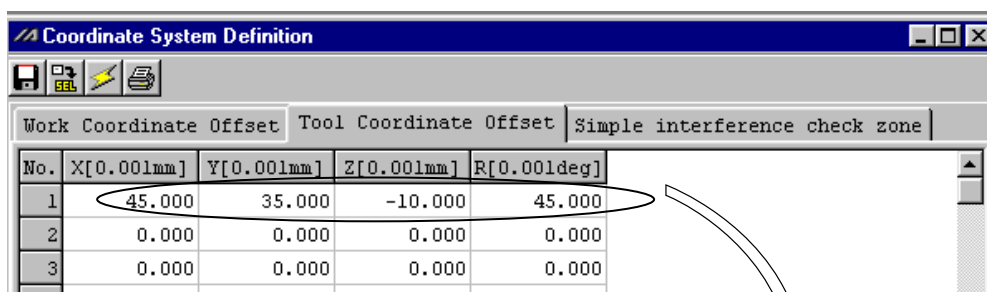 Coordinate System Definition
SEL
Work Coordinate Offset Tool Coordinate Offset Simple interference check zone
No. X[0.001mm] Y[0.001mm] Z[0.001mm] R[0.001deg]
1 45.000 35.000 -10.000 45.000
2 0.000 0.000 0.000 0.000
3 0.000 0.000 0.000 0.000